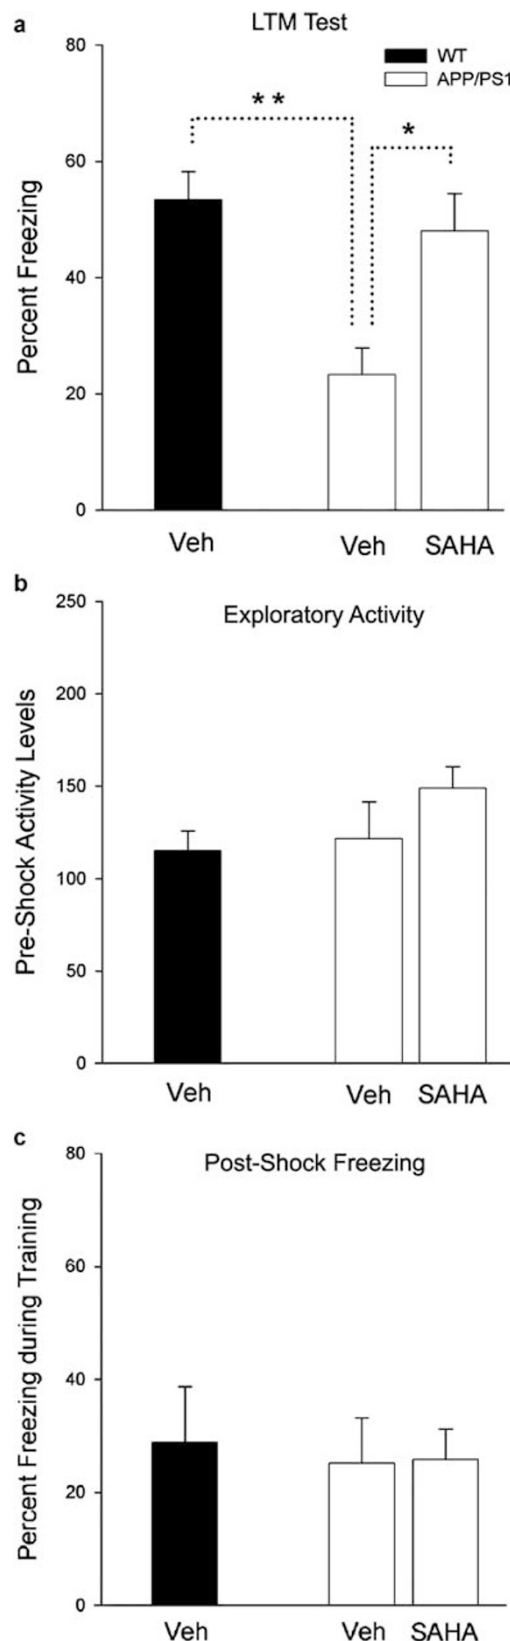 a
LTM Test
80
WT
APP/PS1
* *
*
60
40
20
0
Percent Freezing
Veh
Veh
SAHA
b
Exploratory Activity
250
200
150
100
50
0
Pre-Shock Activity Levels
Veh
Veh
SAHA
c
Post-Shock Freezing
80
60
40
20
0
Percent Freezing during Training
Veh
Veh
SAHA